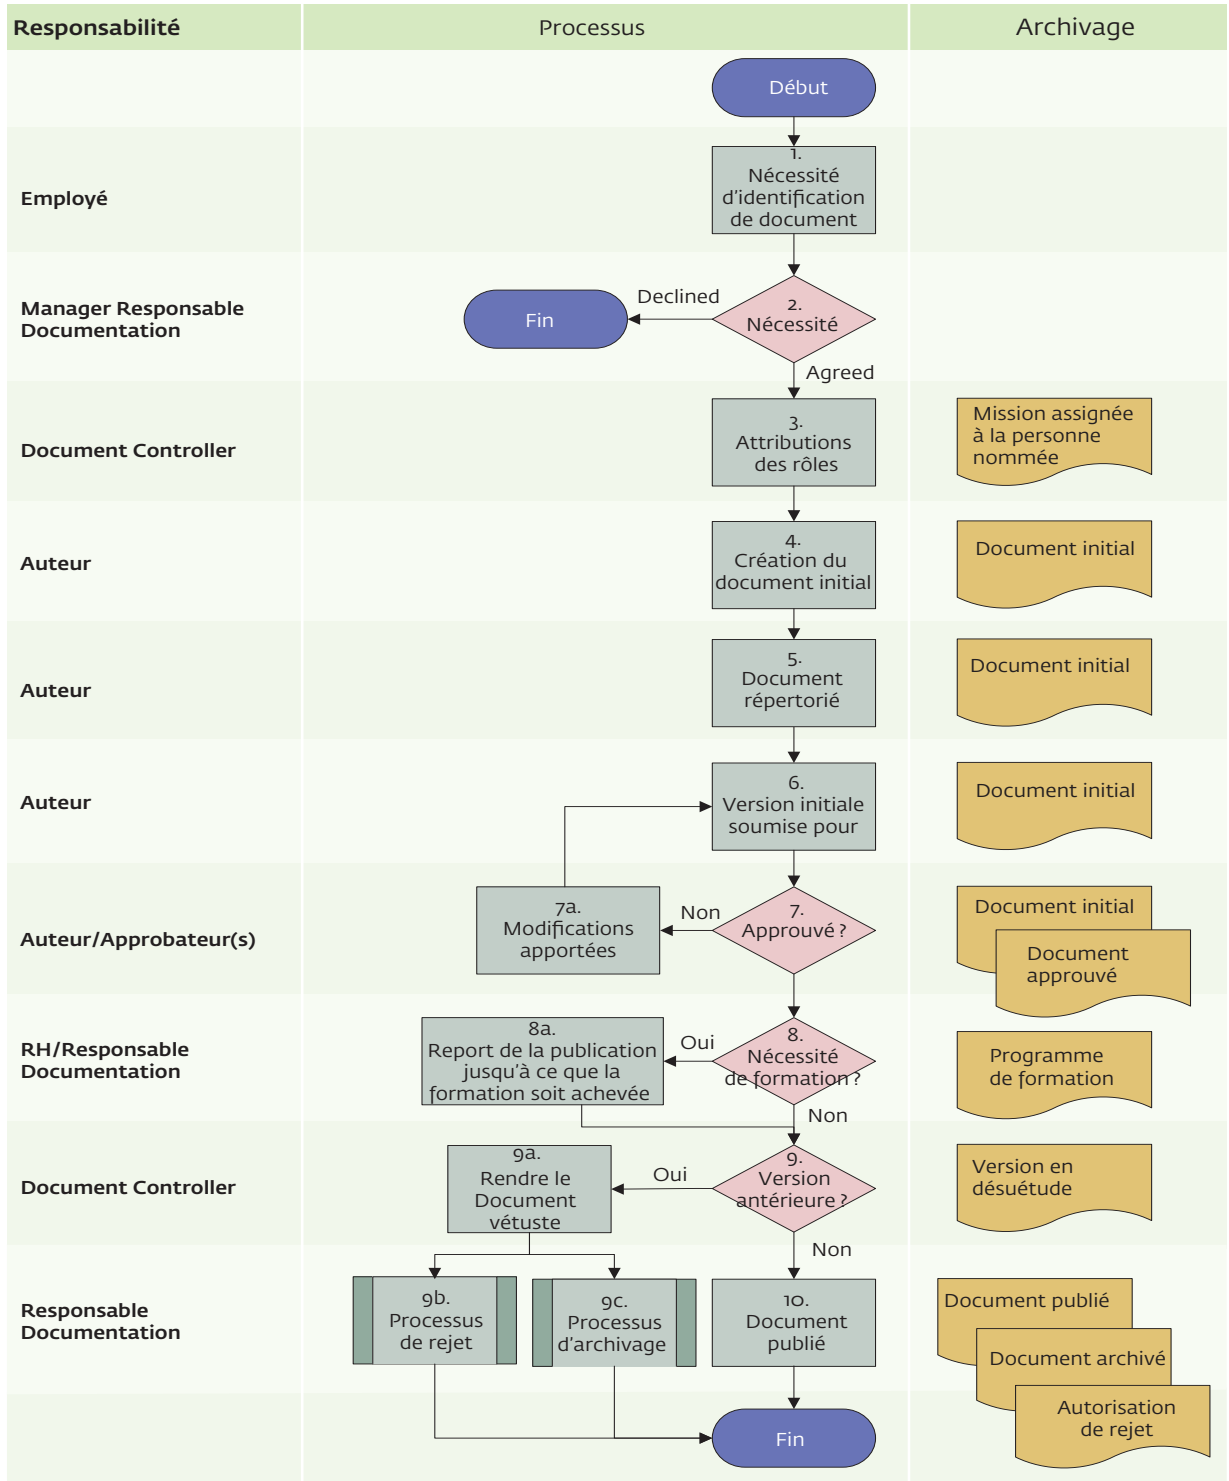 Responsabilité
Processus
Archivage
Début
Employé
1.
Nécessité
d'identification
de document
Manager Responsable
Documentation
Fin
Declined
2.
Nécessité
Agreed
Document Controller
3.
Attributions
des rôles
Mission assignée
à la personne
nommée
Auteur
4.
Création du
document initial
Document initial
Auteur
5.
Document
répertorié
Document initial
Auteur
6.
Version initiale
soumise pour
Document initial
Auteur/Approbateur(s)
7a.
Modifications
apportées
Non
7.
Approuvé ?
Document initial
Document
approuvé
RH/Responsable
Documentation
8a.
Report de la publication
jusqu'à ce que la
formation soit achevée
Oui
8.
Nécessité
de formation ?
Non
Programme
de formation
Document Controller
9a.
Rendre le
Document
vétuste
Oui
9.
Version
antérieure ?
Non
Version en
désuétude
Responsable
Documentation
9b.
Processus
de rejet
9c.
Processus
d'archivage
10.
Document
publié
Document publié
Document archivé
Autorisation
de rejet
Fin